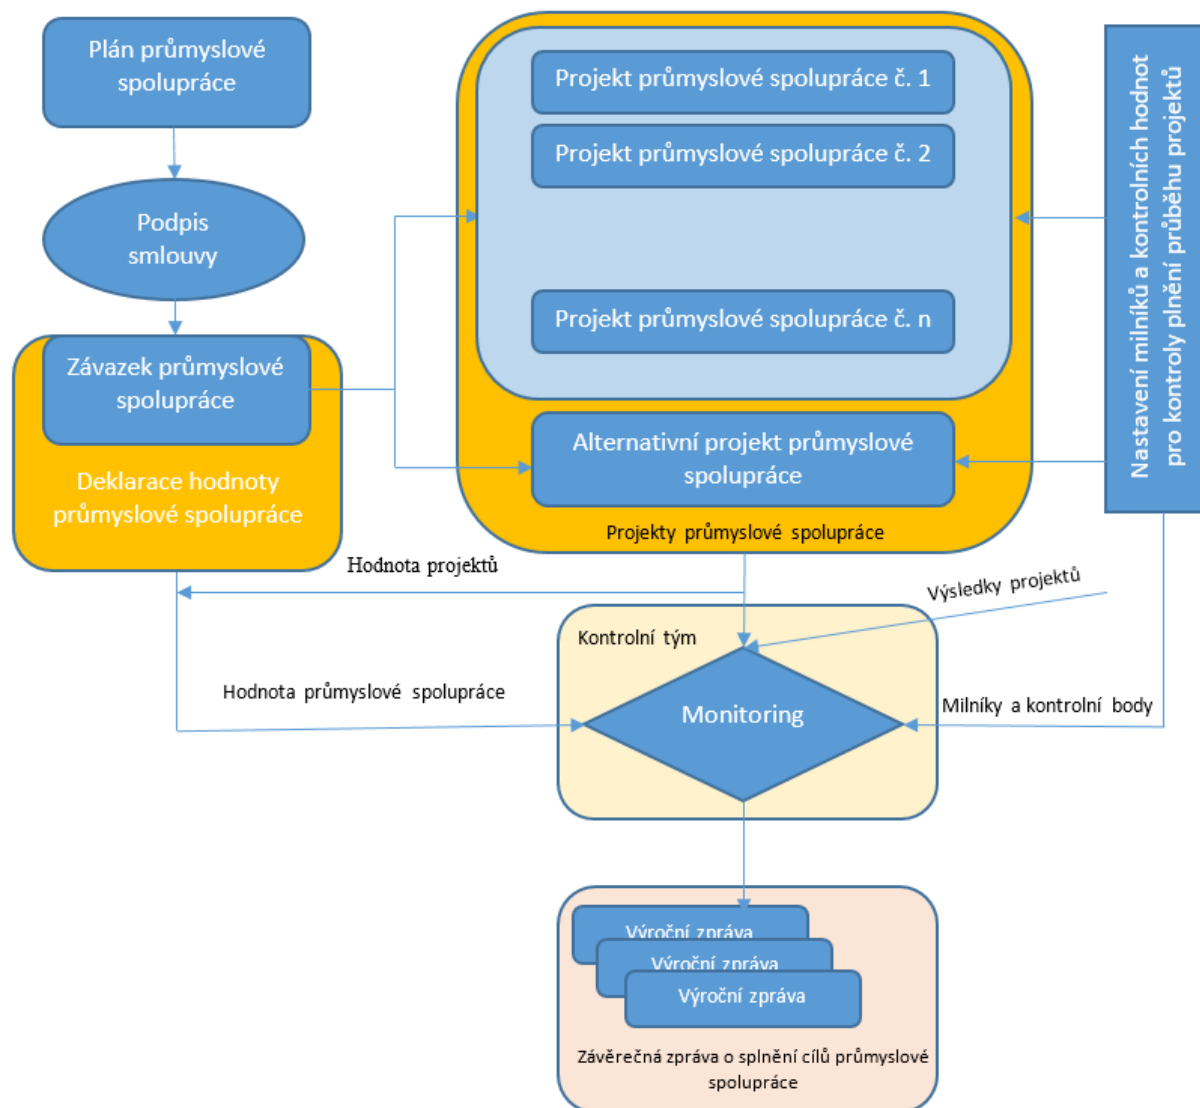 Plán průmyslové
spolupráce
Podpis
smlouvy
Závazek průmyslové
spolupráce
Deklarace hodnoty
průmyslové spolupráce
Projekt průmyslové spolupráce č. 1
Projekt průmyslové spolupráce č. 2
Projekt průmyslové spolupráce č. n
Alternativní projekt průmyslové
spolupráce
Projekty průmyslové spolupráce
Nastavení milníků a kontrolních hodnot
pro kontroly plnění průběhu projektů
Hodnota projektů
Výsledky projektů
Kontrolní tým
Hodnota průmyslové spolupráce
Monitoring
Milníky a kontrolní body
Výroční zpráva
Výroční zpráva
Výroční zpráva
Závěrečná zpráva o splnění cílů průmyslové
spolupráce